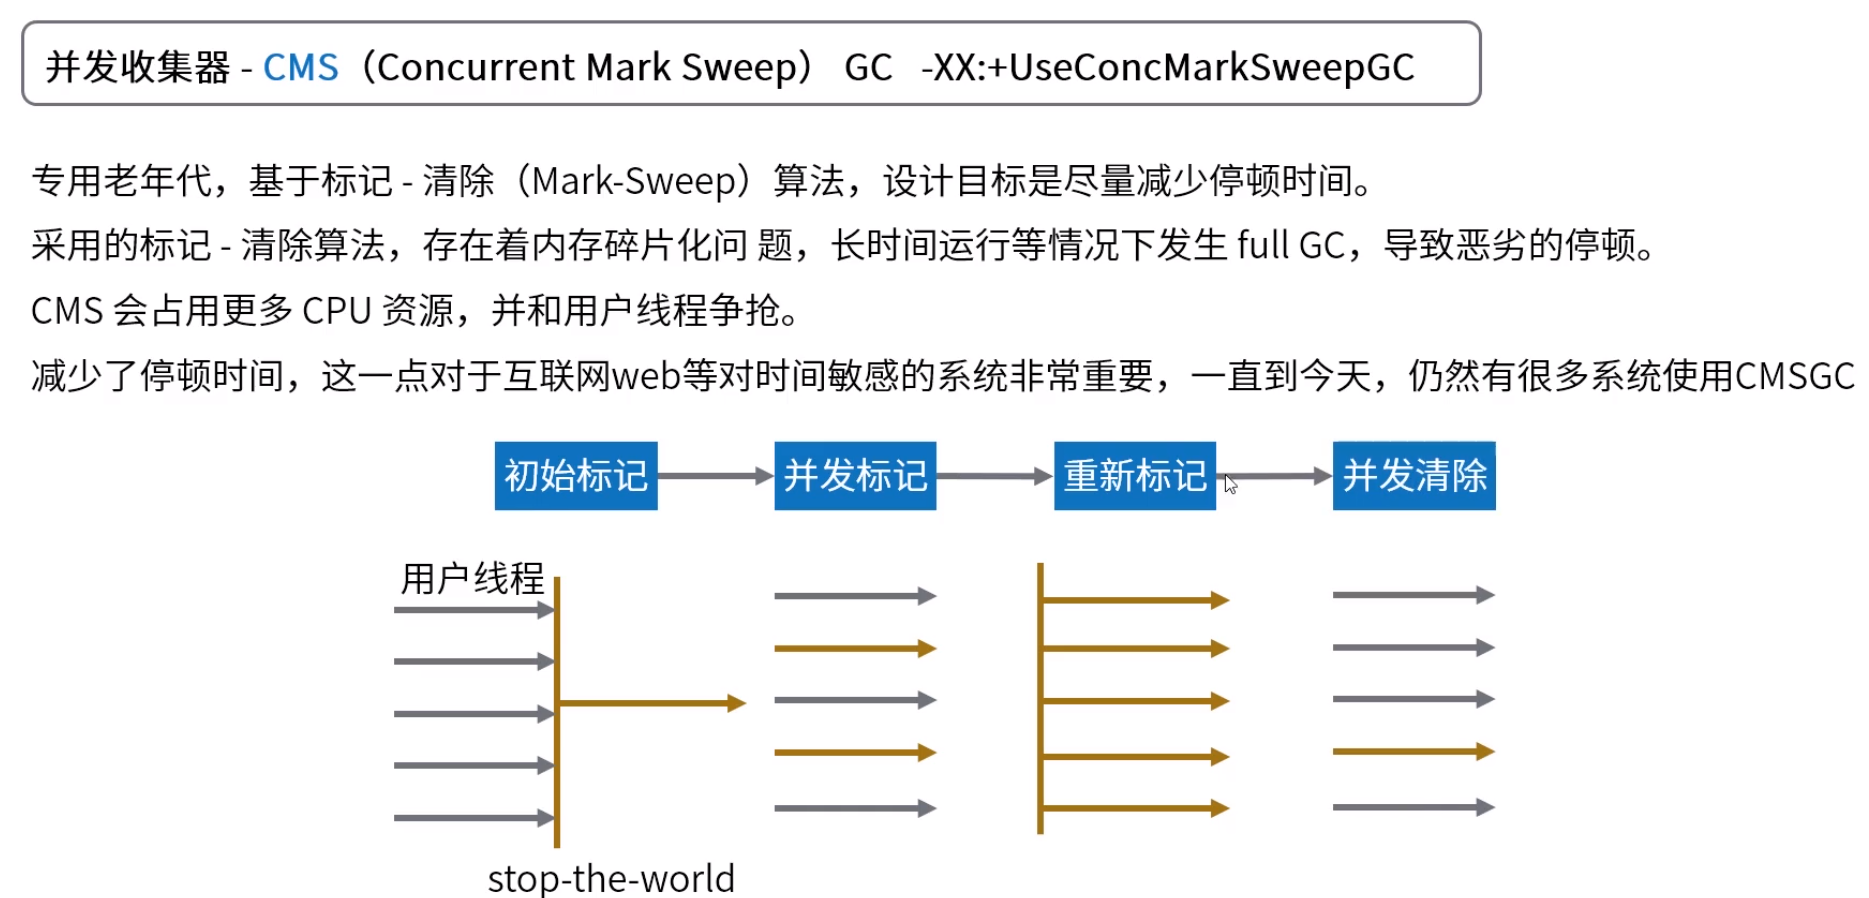 并发收集器 - CMS（Concurrent Mark Sweep） GC -XX:+UseConcMarkSweepGC
专用老年代，基于标记 - 清除（Mark-Sweep）算法，设计目标是尽量减少停顿时间。
采用的标记 - 清除算法，存在着内存碎片化问 题，长时间运行等情况下发生 full GC，导致恶劣的停顿。
CMS 会占用更多 CPU 资源，并和用户线程争抢。
减少了停顿时间，这一点对于互联网web等对时间敏感的系统非常重要，一直到今天，仍然有很多系统使用CMSGC
初始标记 并发标记 重新标记 并发清除
用户线程
stop-the-world